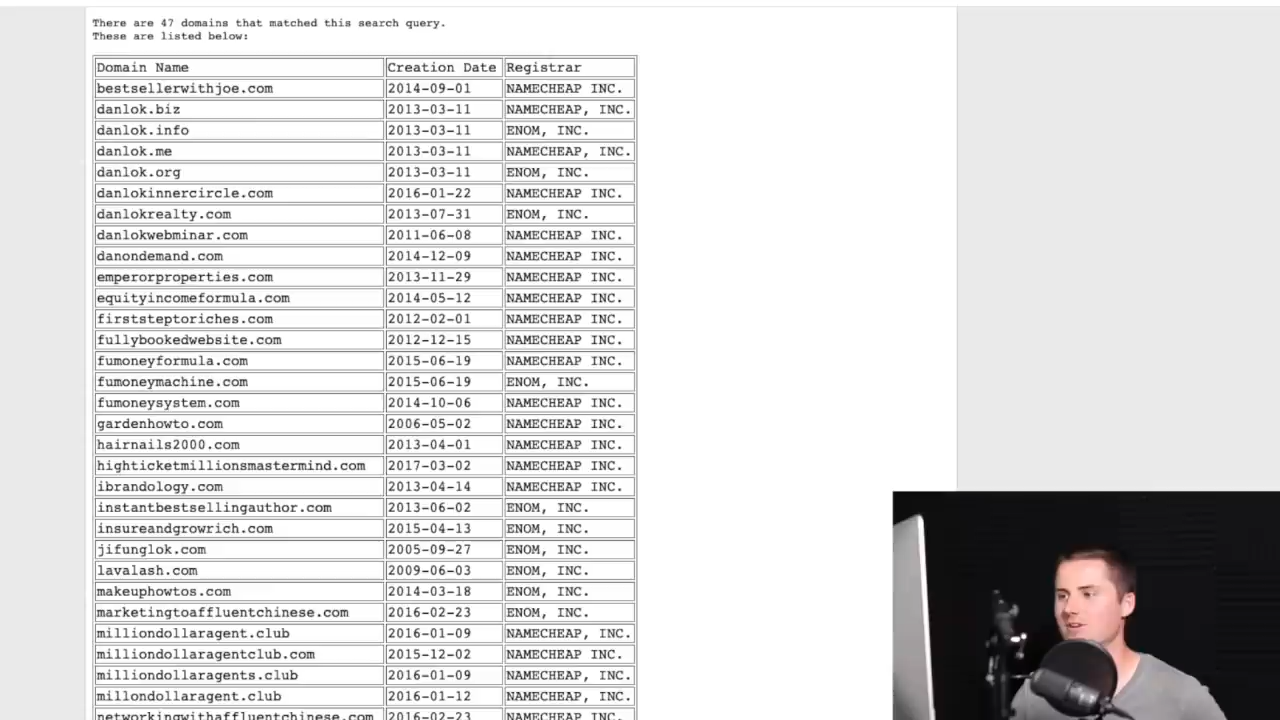 There are 47 domains that matched this search query.
These are listed below:
Domain Name Creation Date Registrar
bestsellerwithjoe.com 2014-09-01 NAMECHEAP INC.
danlok.biz 2013-03-11 NAMECHEAP, INC.
danlok.info 2013-03-11 ENOM, INC.
danlok.me 2013-03-11 NAMECHEAP, INC.
danlok.org 2013-03-11 ENOM, INC.
danlokinnercircle.com 2016-01-22 NAMECHEAP INC.
danlokrealty.com 2013-07-31 ENOM, INC.
danlokwebminar.com 2011-06-08 NAMECHEAP INC.
danondemand.com 2014-12-09 NAMECHEAP INC.
emperorproperties.com 2013-11-29 NAMECHEAP INC.
equityincomeformula.com 2014-05-12 NAMECHEAP INC.
firststeptoriches.com 2012-02-01 NAMECHEAP INC.
fullybookedwebsite.com 2012-12-15 NAMECHEAP INC.
fumoneyformula.com 2015-06-19 NAMECHEAP INC.
fumoneymachine.com 2015-06-19 ENOM, INC.
fumoneysystem.com 2014-10-06 NAMECHEAP INC.
gardenhowto.com 2006-05-02 NAMECHEAP INC.
hairnails2000.com 2013-04-01 NAMECHEAP INC.
highticketmillionsmastermind.com 2017-03-02 NAMECHEAP INC.
ibrandology.com 2013-04-14 NAMECHEAP INC.
instantbestsellingauthor.com 2013-06-02 ENOM, INC.
insureandgrowrich.com 2015-04-13 ENOM, INC.
jifunglok.com 2005-09-27 ENOM, INC.
lavalash.com 2009-06-03 ENOM, INC.
makeuphowtos.com 2014-03-18 ENOM, INC.
marketingtoaffluentchinese.com 2016-02-23 ENOM, INC.
milliondollaragent.club 2016-01-09 NAMECHEAP, INC.
milliondollaragentclub.com 2015-12-02 NAMECHEAP INC.
milliondollaragents.club 2016-01-09 NAMECHEAP, INC.
millondollaragent.club 2016-01-12 NAMECHEAP, INC.
networkingwithaffluentchinese.com 2016-02-23 NAMECHEAP INC.